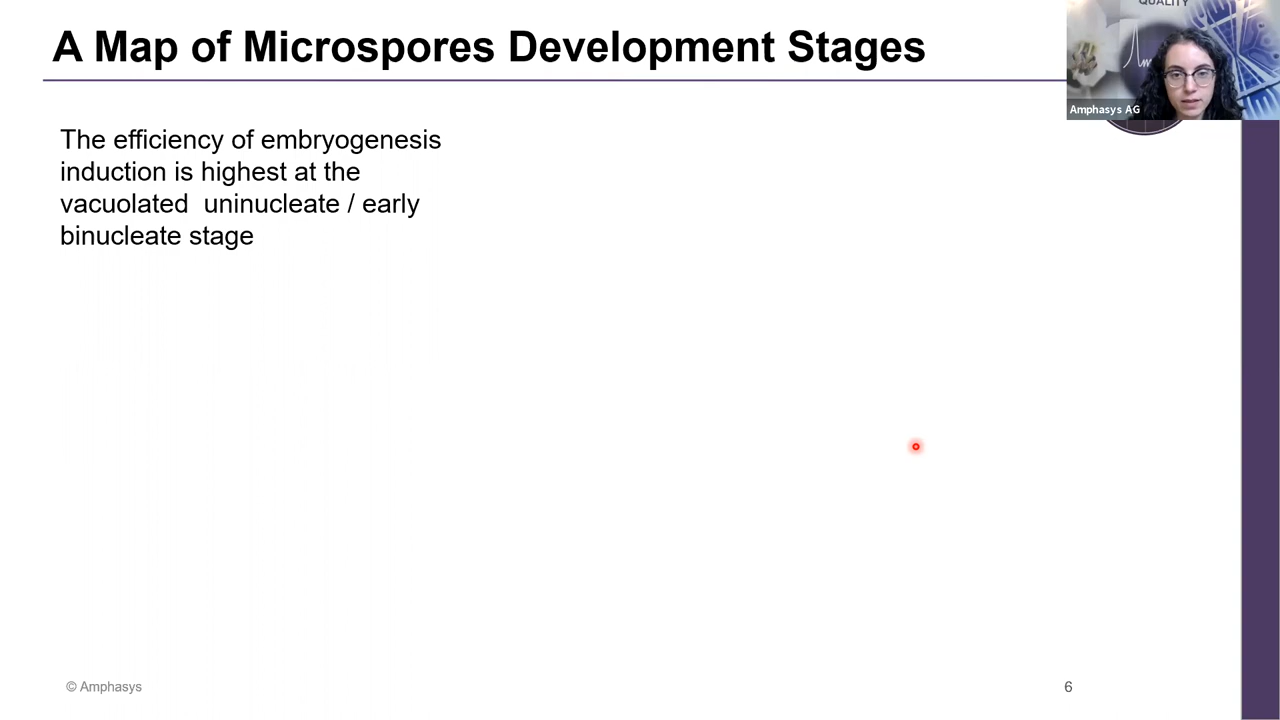 A Map of Microspores Development Stages
QUALITY
Amphasys AG
The efficiency of embryogenesis
induction is highest at the
vacuolated  uninucleate / early
binucleate stage
© Amphasys
6